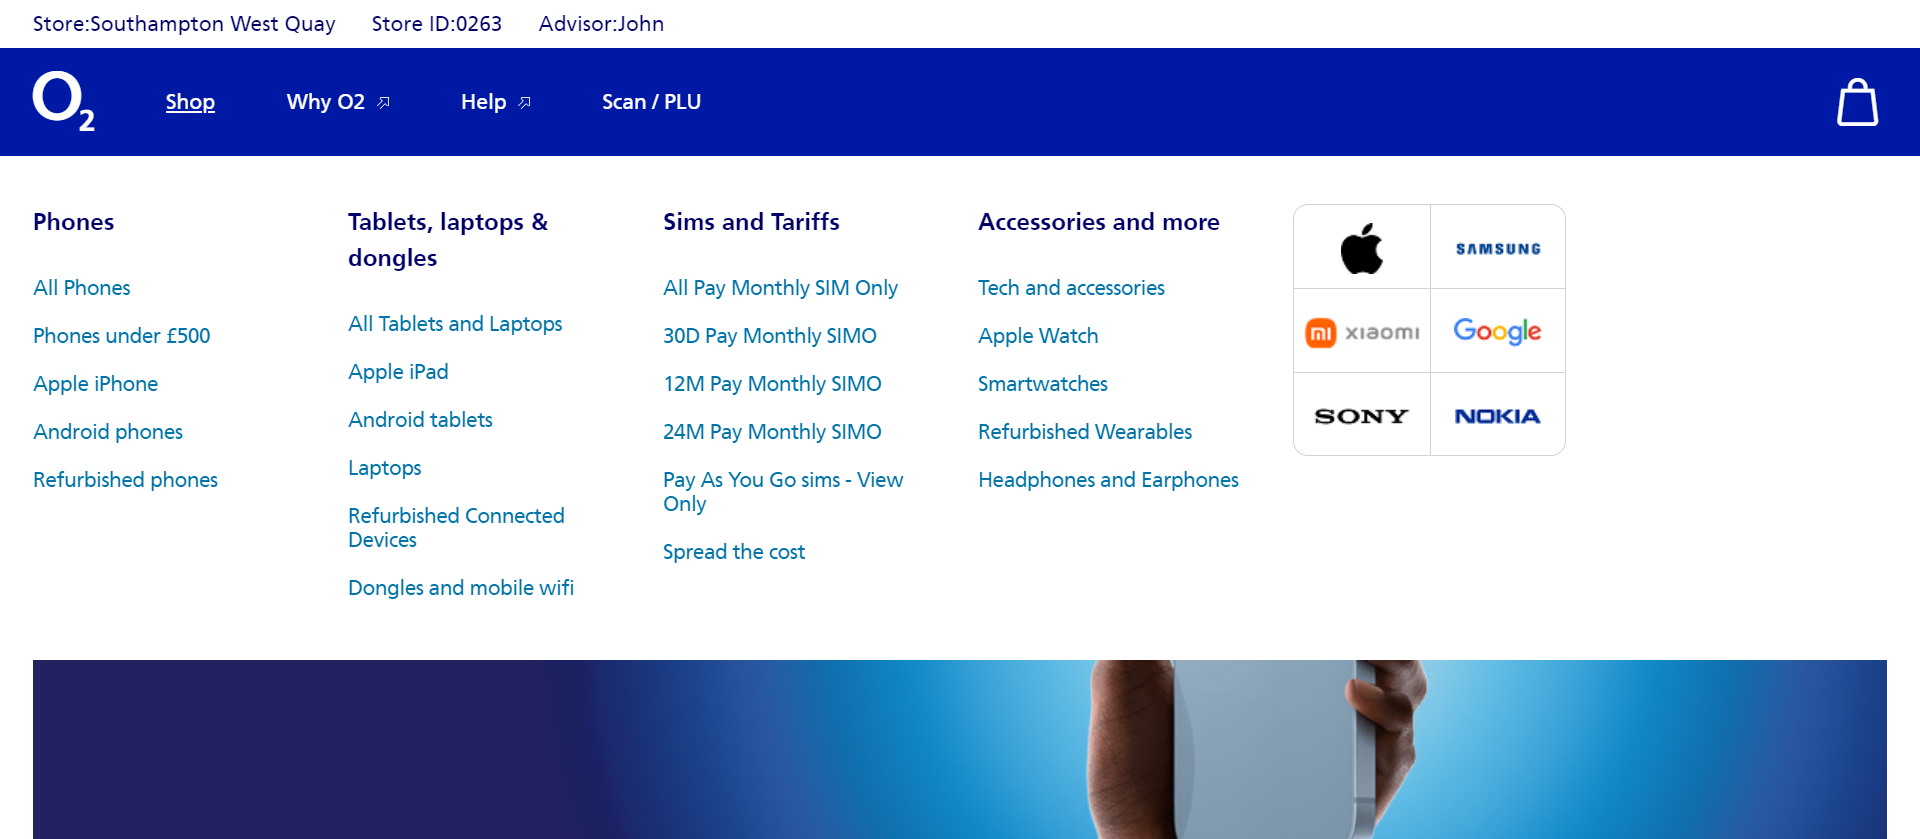 Store:Southampton West Quay Store ID:0263 Advisor:John
O2 Shop Why O2 Help Scan / PLU
Phones
All Phones
Phones under £500
Apple iPhone
Android phones
Refurbished phones
Tablets, laptops &
dongles
All Tablets and Laptops
Apple iPad
Android tablets
Laptops
Refurbished Connected
Devices
Dongles and mobile wifi
Sims and Tariffs
All Pay Monthly SIM Only
30D Pay Monthly SIMO
12M Pay Monthly SIMO
24M Pay Monthly SIMO
Pay As You Go sims - View
Only
Spread the cost
Accessories and more
Tech and accessories
Apple Watch
Smartwatches
Refurbished Wearables
Headphones and Earphones
SAMSUNG
mi xiaomi Google
SONY NOKIA